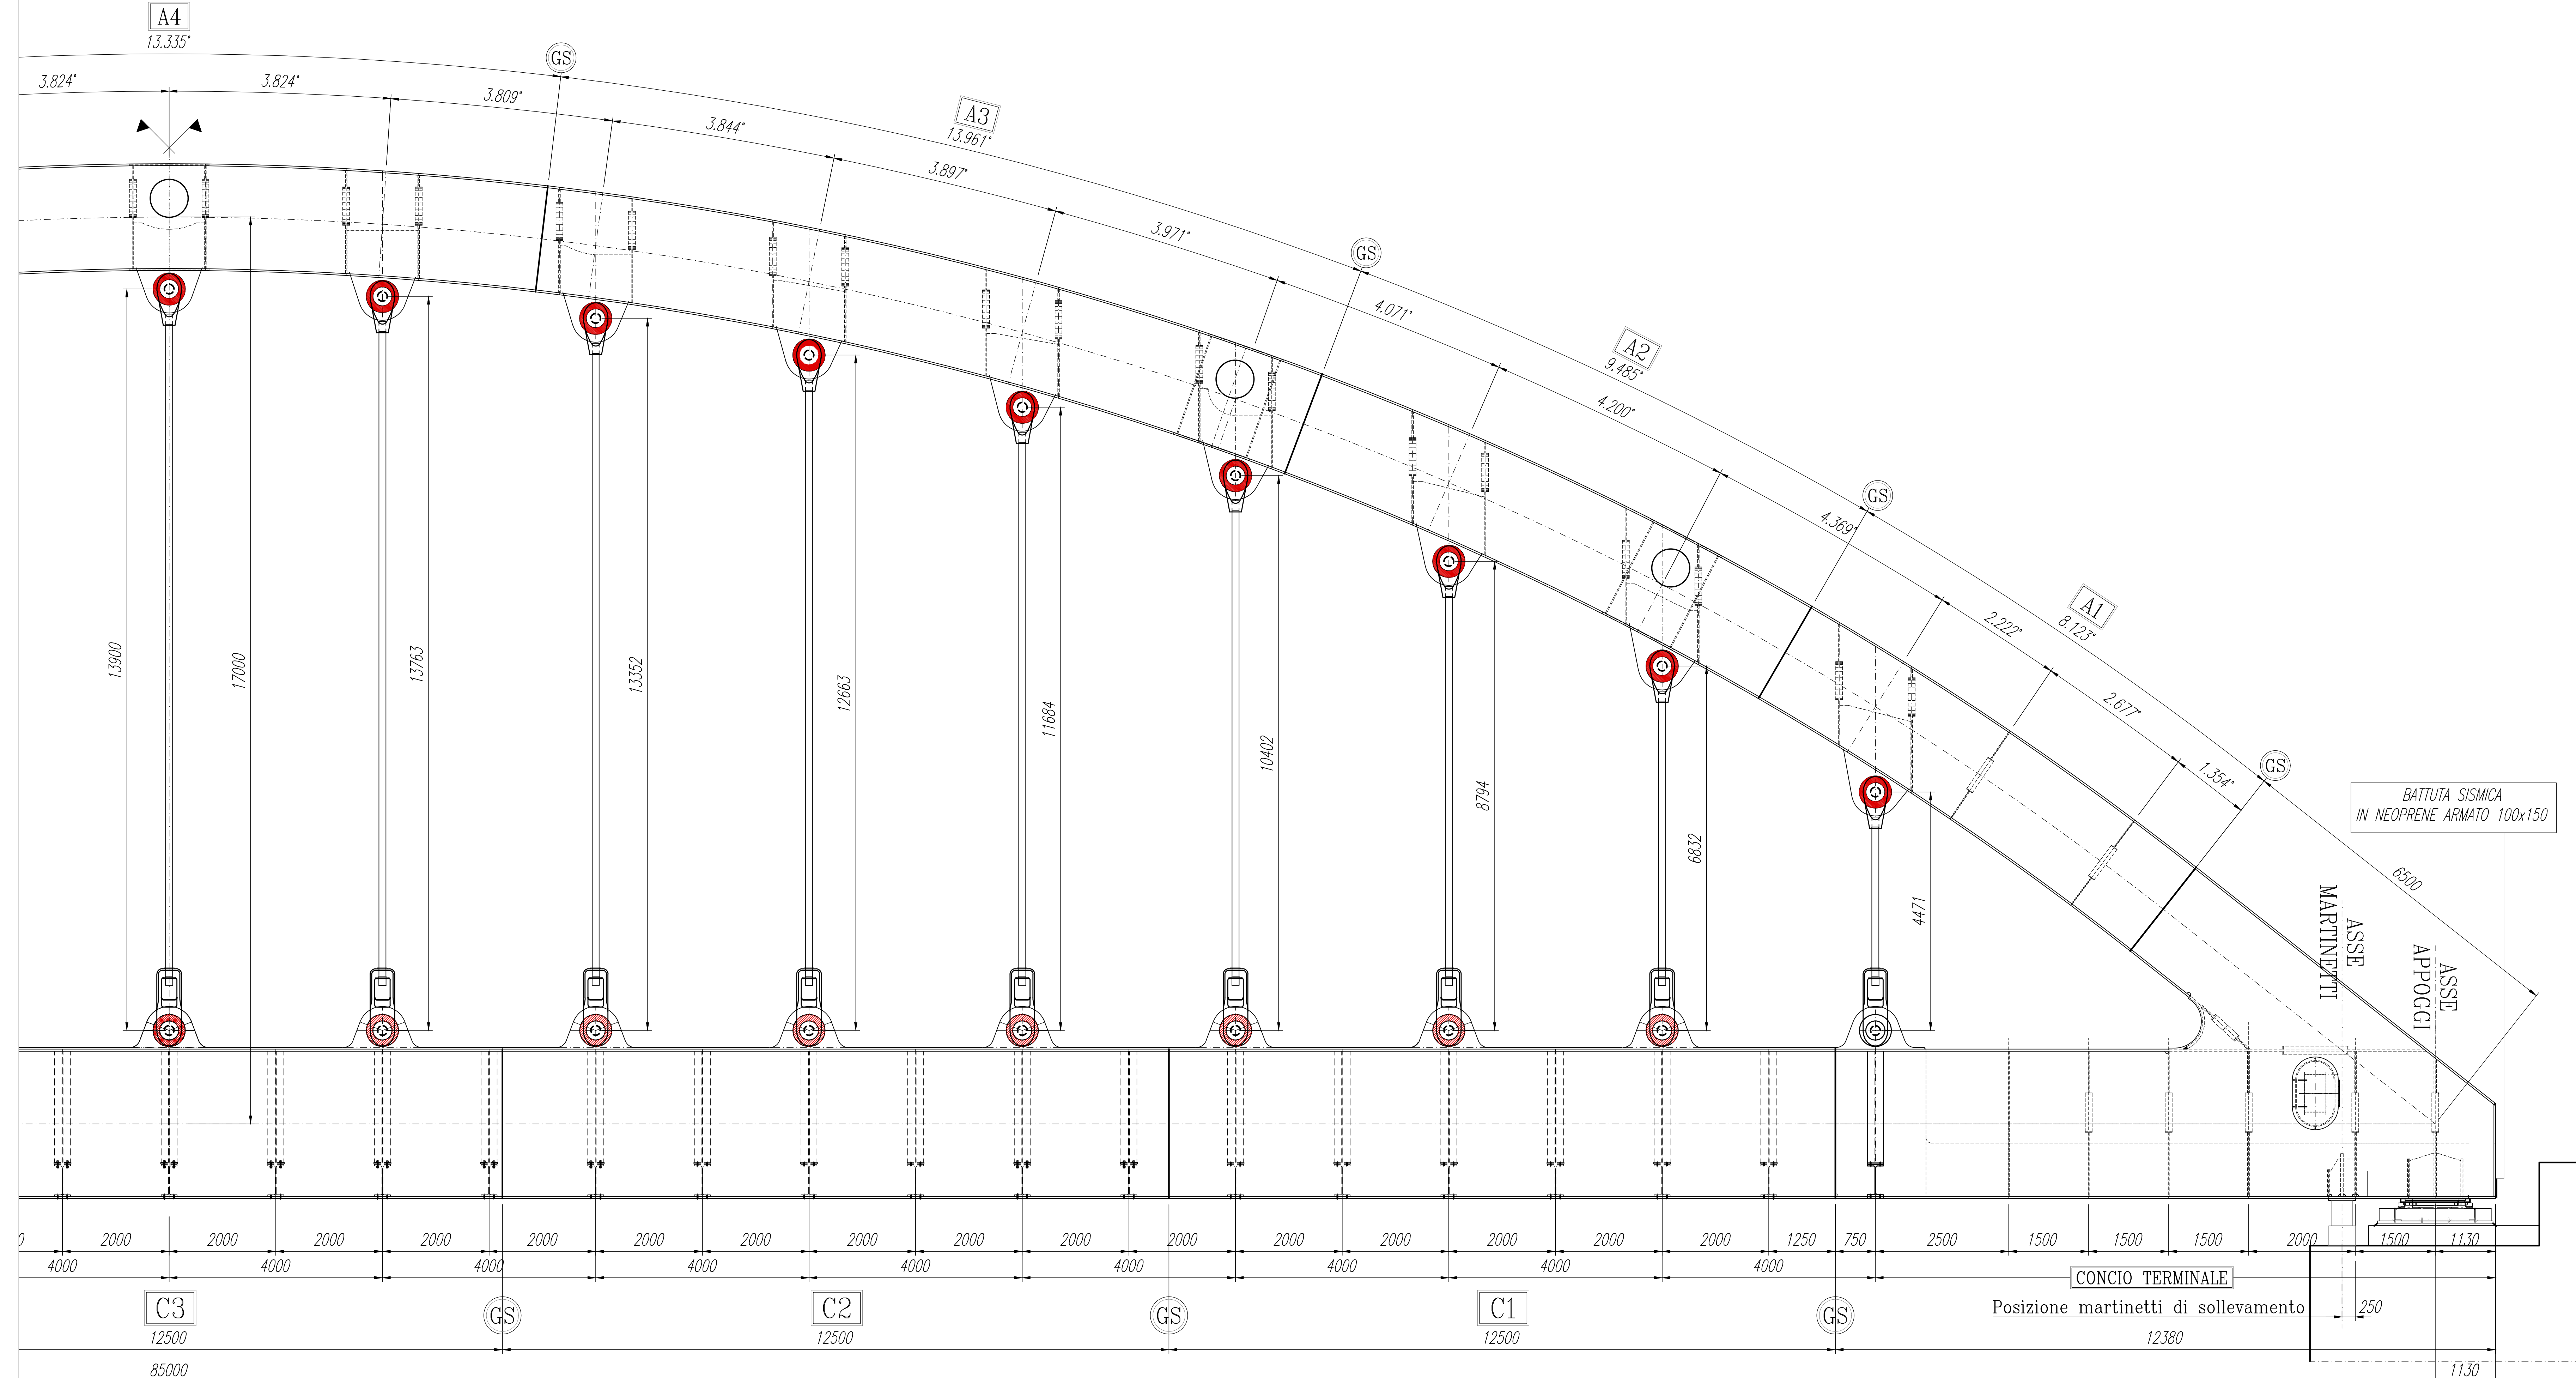 A4
13.335°
3.824°
3.824°
3.809°
GS
3.844°
A3
13.961°
3.897°
3.971°
GS
4.071°
A2
9.485°
4.200°
GS
4.369°
A1
8.123°
2.222°
2.677°
GS
1.354°
BATTUTA SISMICA
IN NEOPRENE ARMATO 100x150
6500
13900
17000
13763
13352
12663
11684
10402
8794
6832
4471
ASSE
MARTINETTI
ASSE
APPOGGI
0 2000 2000 2000 2000 2000 2000 2000 2000 2000 2000 2000 2000 2000 2000 2000 2000 1250 750 2500 1500 1500 1500 2000 1500 1130
4000 4000 4000 4000 4000 4000 4000 4000 4000 CONCIO TERMINALE
C3 GS C2 GS C1 GS Posizione martinetti di sollevamento 250
12500 12500 12500 12380
85000 1130